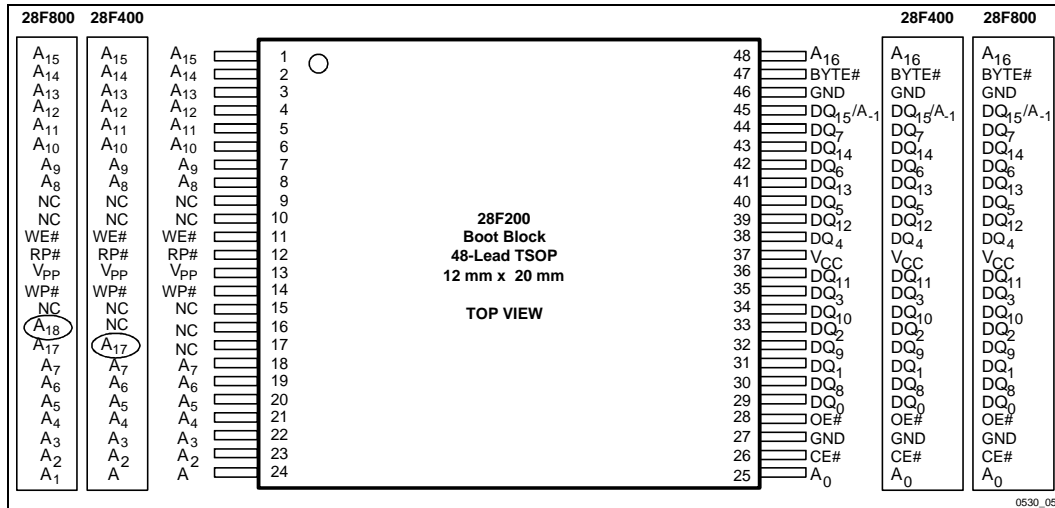 28F800 28F400 28F400 28F800
A15 A15 A15 1 48 A16 A16 A16
A14 A14 A14 2 47 BYTE# BYTE# BYTE#
A13 A13 A13 3 46 GND GND GND
A12 A12 A12 4 45 DQ15/A-1 DQ15/A-1 DQ15/A-1
A11 A11 A11 5 44 DQ7 DQ7 DQ7
A10 A10 A10 6 43 DQ14 DQ14 DQ14
A9 A9 A9 7 42 DQ6 DQ6 DQ6
A8 A8 A8 8 41 DQ13 DQ13 DQ13
NC NC NC 9 40 DQ5 DQ5 DQ5
NC NC NC 10 28F200 39 DQ12 DQ12 DQ12
WE# WE# WE# 11 Boot Block 38 DQ4 DQ4 DQ4
RP# RP# RP# 12 48-Lead TSOP 37 VCC VCC VCC
VPP VPP VPP 13 12 mm x 20 mm 36 DQ11 DQ11 DQ11
WP# WP# WP# 14 35 DQ3 DQ3 DQ3
NC NC NC 15 TOP VIEW 34 DQ10 DQ10 DQ10
A18 NC NC 16 33 DQ2 DQ2 DQ2
A17 A17 NC 17 32 DQ9 DQ9 DQ9
A7 A7 A7 18 31 DQ1 DQ1 DQ1
A6 A6 A6 19 30 DQ8 DQ8 DQ8
A5 A5 A5 20 29 DQ0 DQ0 DQ0
A4 A4 A4 21 28 OE# OE# OE#
A3 A3 A3 22 27 GND GND GND
A2 A2 A2 23 26 CE# CE# CE#
A1 A A 24 25 A0 A0 A0
0530_05